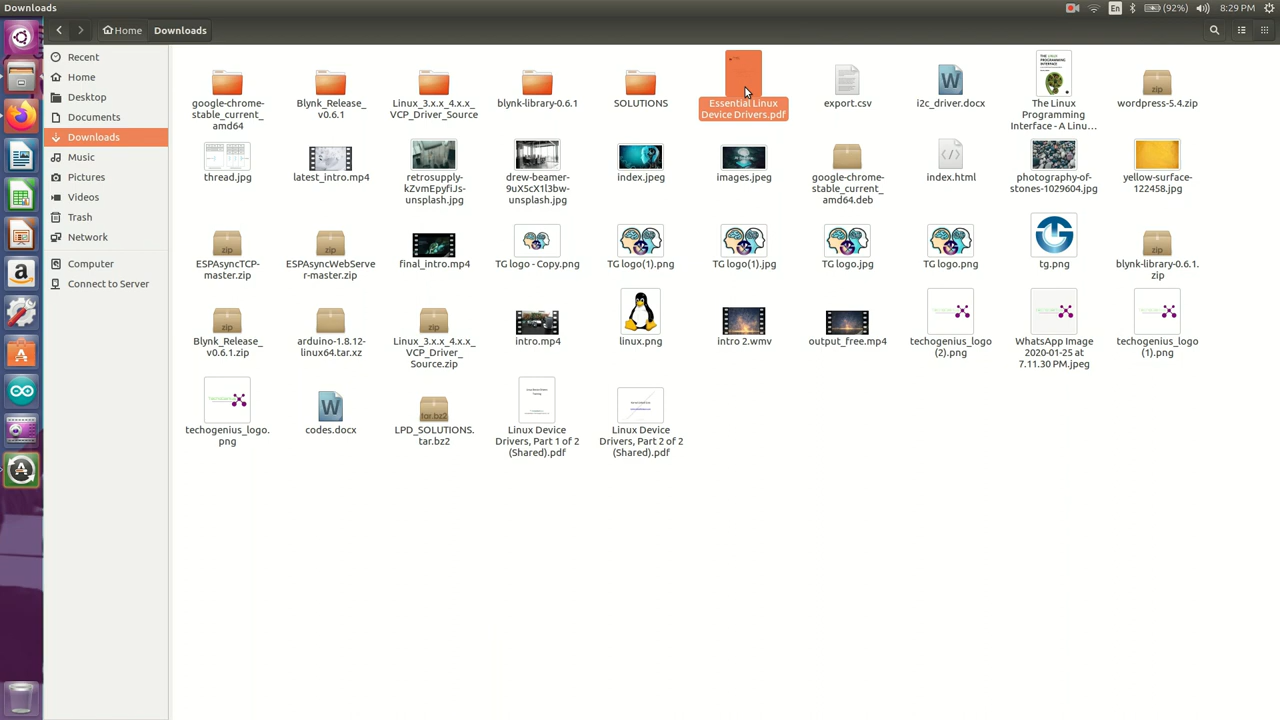 Downloads
En
(92%)
8:29 PM
Home
Downloads
Recent
Home
Desktop
Documents
Downloads
Music
Pictures
Videos
Trash
Network
Computer
Connect to Server
google-chrome-
stable_current_
amd64
Blynk_Release_
v0.6.1
Linux_3.x.x_4.x.x_
VCP_Driver_Source
blynk-library-0.6.1
SOLUTIONS
Essential Linux
Device Drivers.pdf
export.csv
W
i2c_driver.docx
The Linux
Programming
Interface - A Linu...
zip
wordpress-5.4.zip
thread.jpg
latest_intro.mp4
retrosupply-
kZvmEpyfiJs-
unsplash.jpg
drew-beamer-
9uX5cX1l3bw-
unsplash.jpg
index.jpeg
images.jpeg
google-chrome-
stable_current_
amd64.deb
</>
index.html
photography-of-
stones-1029604.jpg
yellow-surface-
122458.jpg
zip
ESPAsyncTCP-
master.zip
zip
ESPAsyncWebServe
r-master.zip
final_intro.mp4
TG logo - Copy.png
TG logo(1).png
TG logo(1).jpg
TG logo.jpg
TG logo.png
tg.png
zip
blynk-library-0.6.1.
zip
zip
Blynk_Release_
v0.6.1.zip
arduino-1.8.12-
linux64.tar.xz
zip
Linux_3.x.x_4.x.x_
VCP_Driver_
Source.zip
intro.mp4
linux.png
intro 2.wmv
output_free.mp4
techogenius_logo
(2).png
WhatsApp Image
2020-01-25 at
7.11.30 PM.jpeg
techogenius_logo
(1).png
techogenius_logo.
png
W
codes.docx
tar.bz2
LPD_SOLUTIONS.
tar.bz2
Linux Device
Drivers, Part 1 of 2
(Shared).pdf
Linux Device
Drivers, Part 2 of 2
(Shared).pdf